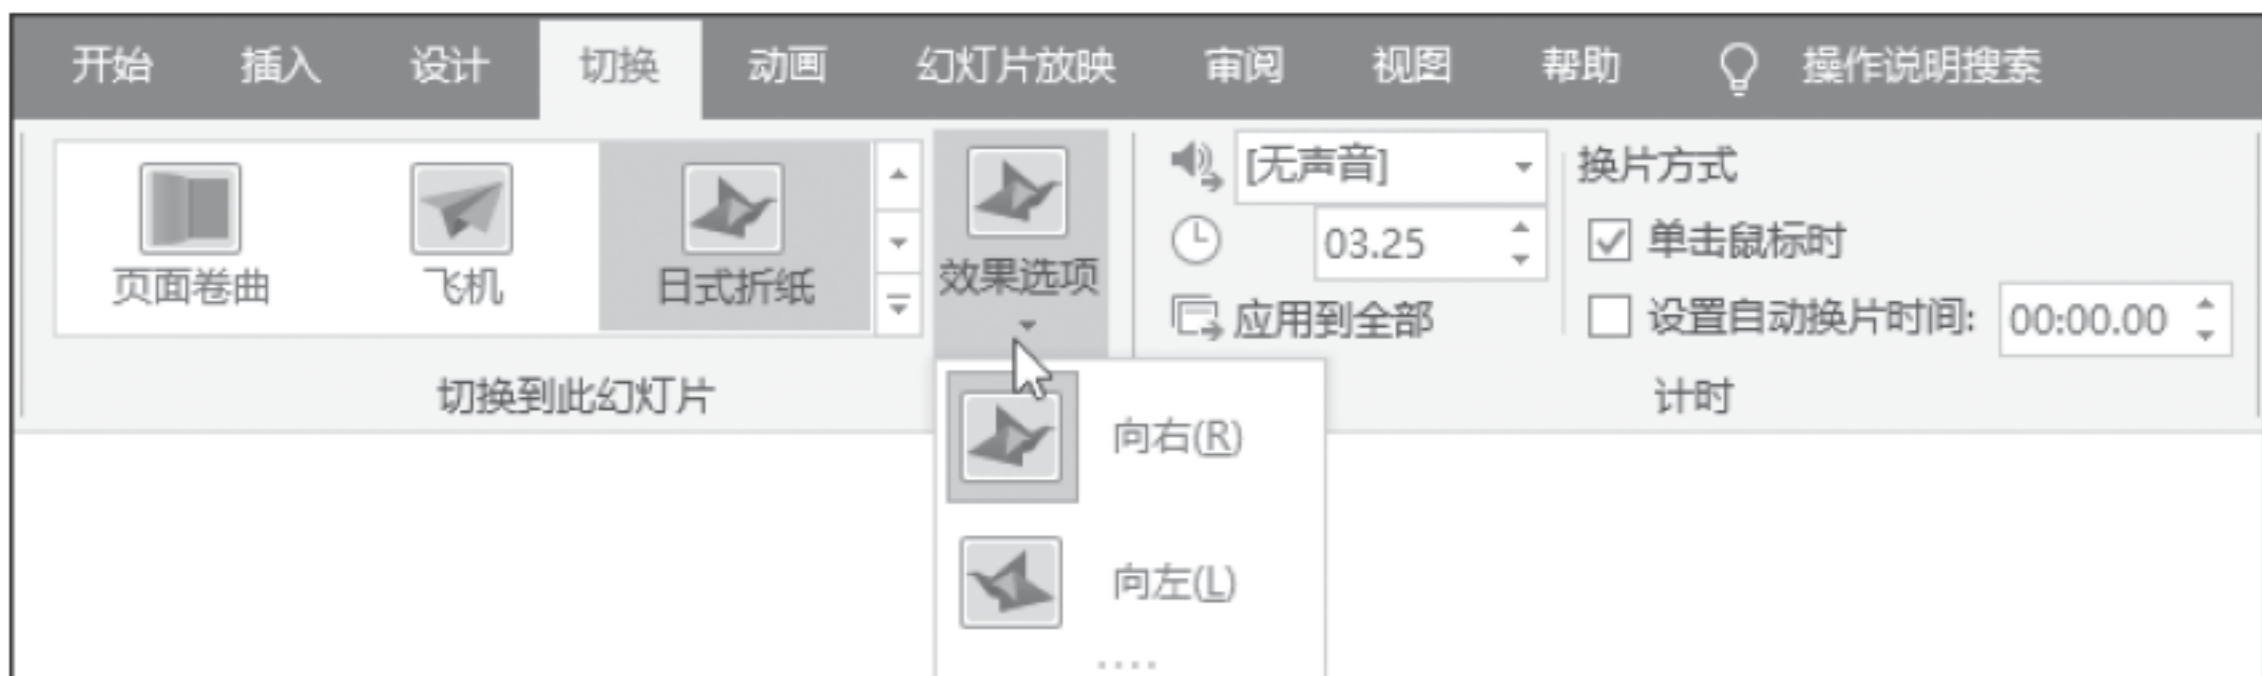 开始 插入 设计 切换 动画 幻灯片放映 审阅 视图 帮助 操作说明搜索
[无声音] 换片方式
03.25 单击鼠标时
页面卷曲 飞机 日式折纸 效果选项
应用到全部 设置自动换片时间: 00:00.00
切换到此幻灯片 计时
向右(R)
向左(L)